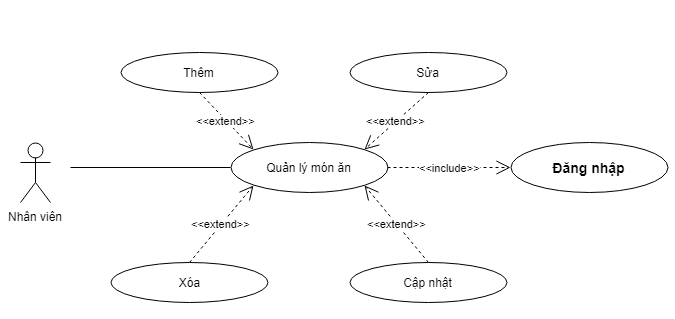 Thêm
Sửa
<<extend>>
<<extend>>
Quản lý món ăn
<<include>>
Đăng nhập
Nhân viên
<<extend>>
<<extend>>
Xóa
Cập nhật